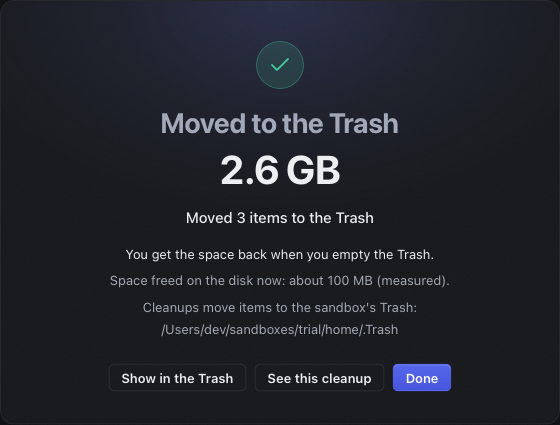 Moved to the Trash
2.6 GB
Moved 3 items to the Trash
You get the space back when you empty the Trash.
Space freed on the disk now: about 100 MB (measured).
Cleanups move items to the sandbox's Trash:
/Users/dev/sandboxes/trial/home/.Trash
Show in the Trash
See this cleanup
Done